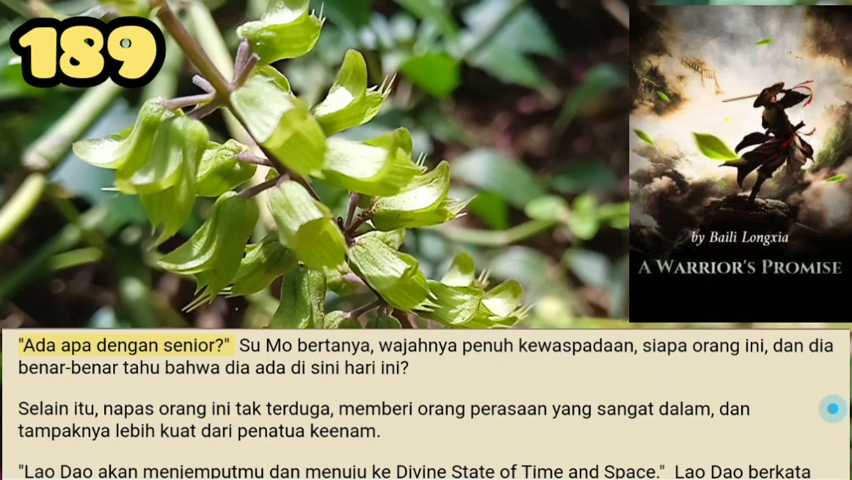 189
by Baili Longxia
A WARRIOR'S PROMISE
"Ada apa dengan senior?" Su Mo bertanya, wajahnya penuh kewaspadaan, siapa orang ini, dan dia
benar-benar tahu bahwa dia ada di sini hari ini?
Selain itu, napas orang ini tak terduga, memberi orang perasaan yang sangat dalam, dan
tampaknya lebih kuat dari penatua keenam.
"Lao Dao akan menjemputmu dan menuju ke Divine State of Time and Space." Lao Dao berkata